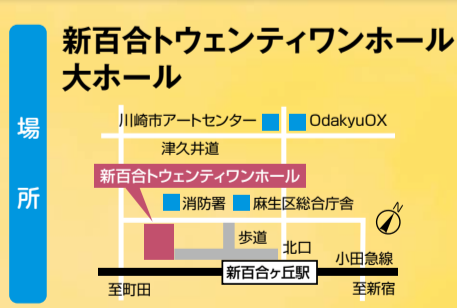 場所
新百合トウェンティワンホール
大ホール
川崎市アートセンター
OdakyuOX
津久井道
新百合トウェンティワンホール
消防署
麻生区総合庁舎
N
歩道
北口
小田急線
新百合ヶ丘駅
至町田
至新宿